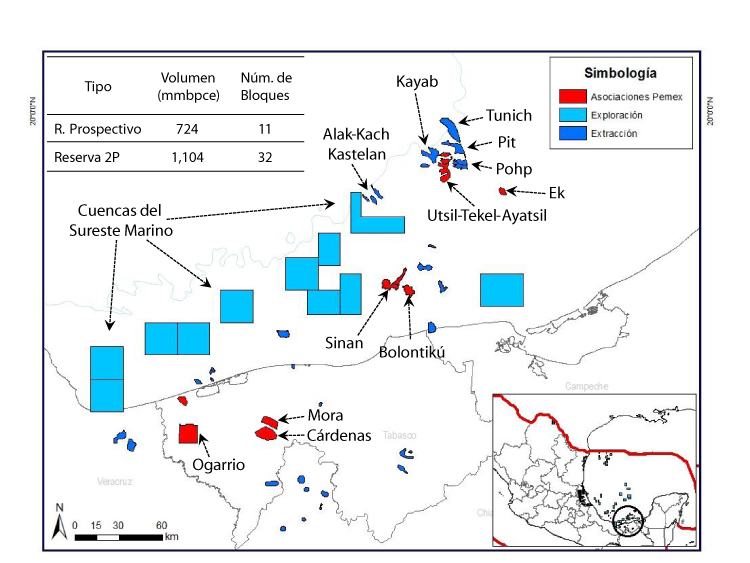 Tipo
Volumen
(mmbpce)
Núm. de
Bloques
R. Prospectivo 724 11
Reserva 2P 1,104 32
Simbología
Asociaciones Pemex
Exploración
Extracción
20°0'0"N
20°0'0"N
Kayab
Tunich
Pit
Pohp
Ek
Alak-Kach
Kastelan
Utsil-Tekel-Ayatsil
Cuencas del
Sureste Marino
Sinan
Bolontikú
Campeche
Mora
Cárdenas
Tabasco
Ogarrio
Veracruz
Chi
N
0 15 30 60
km